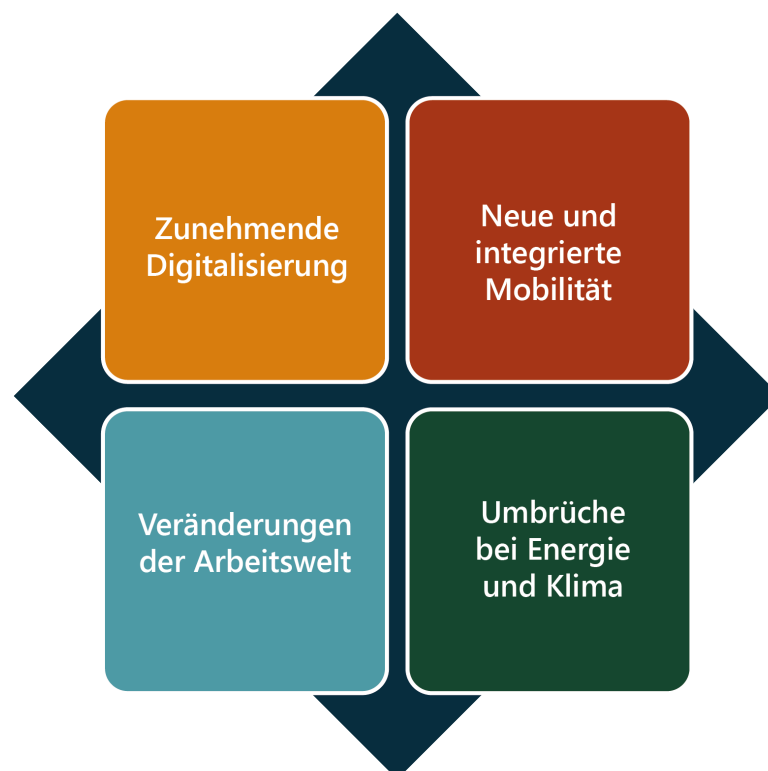 Zunehmende
Digitalisierung
Neue und
integrierte
Mobilität
Veränderungen
der Arbeitswelt
Umbrüche
bei Energie
und Klima